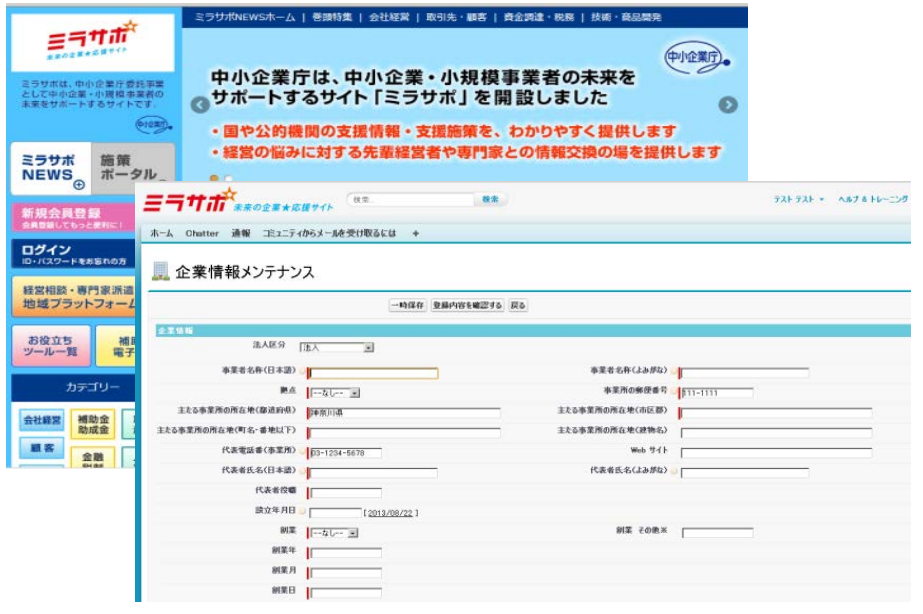 ミラサポNEWSホーム | 巻頭特集 | 会社経営 | 取引先・顧客 | 資金調達・税務 | 技術・商品開発
ミラサポ
未来の企業★応援サイト
ミラサポは、中小企業庁委託事業
として中小企業・小規模事業者の
未来をサポートするサイトです。
中小企業庁
中小企業庁
中小企業庁は、中小企業・小規模事業者の未来を
サポートするサイト「ミラサポ」を開設しました
・国や公的機関の支援情報・支援施策を、わかりやすく提供します
・経営の悩みに対する先輩経営者や専門家との情報交換の場を提供します
ミラサポ
NEWS
施策
ポータル
新規会員登録
会員登録してもっと便利に!
ログイン
ID・パスワードをお忘れの方
経営相談・専門家派遣
地域プラットフォーム
お役立ち
ツール一覧
補助
電子
カテゴリー
会社経営
補助金
助成金
顧客
金融
ミラサポ 未来の企業★応援サイト
検索...
検索
テスト テスト
ヘルプ & トレーニング
ホーム Chatter 通報 コミュニティからメールを受け取るには +
企業情報メンテナンス
一時保存 登録内容を確認する 戻る
企業情報
法人区分 法人
事業者名称(日本語)
事業者名称(よみがな)
拠点 --なし--
事業所の郵便番号 111-1111
主たる事業所の所在地(都道府県) 神奈川県
主たる事業所の所在地(市区郡)
主たる事業所の所在地(町名・番地以下)
主たる事業所の所在地(建物名)
代表電話番(事業所) 03-1234-5678
Web サイト
代表者氏名(日本語)
代表者氏名(よみがな)
代表者役職
設立年月日 [ 2013/08/22 ]
創業 --なし--
創業 その他※
創業年
創業月
創業日